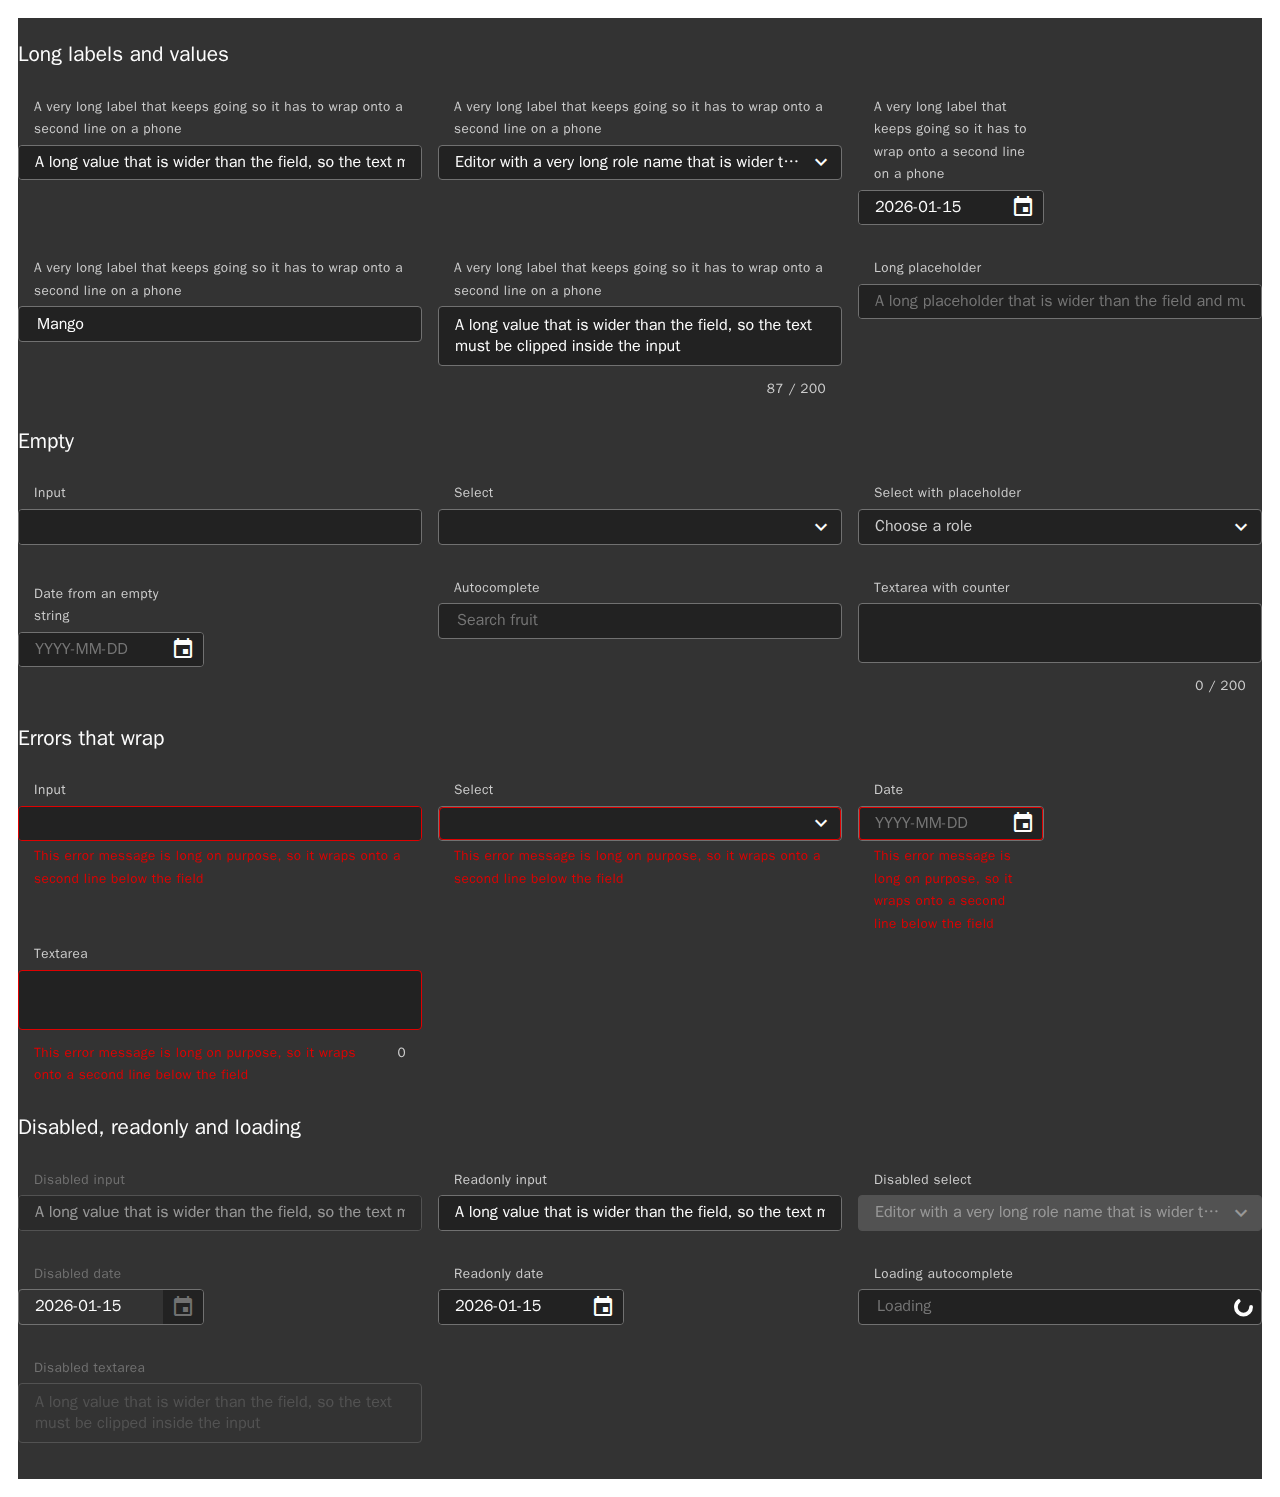 Long labels and values
A very long label that keeps going so it has to wrap onto a
second line on a phone
A long value that is wider than the field, so the text m
A very long label that keeps going so it has to wrap onto a
second line on a phone
Editor with a very long role name that is wider t…
A very long label that
keeps going so it has to
wrap onto a second line
on a phone
2026-01-15
A very long label that keeps going so it has to wrap onto a
second line on a phone
Mango
A very long label that keeps going so it has to wrap onto a
second line on a phone
A long value that is wider than the field, so the text
must be clipped inside the input
87 / 200
Long placeholder
A long placeholder that is wider than the field and mu
Empty
Input
Select
Select with placeholder
Choose a role
Date from an empty
string
YYYY-MM-DD
Autocomplete
Search fruit
Textarea with counter
0 / 200
Errors that wrap
Input
This error message is long on purpose, so it wraps onto a
second line below the field
Select
This error message is long on purpose, so it wraps onto a
second line below the field
Date
YYYY-MM-DD
This error message is
long on purpose, so it
wraps onto a second
line below the field
Textarea
This error message is long on purpose, so it wraps
onto a second line below the field
0
Disabled, readonly and loading
Disabled input
A long value that is wider than the field, so the text m
Readonly input
A long value that is wider than the field, so the text m
Disabled select
Editor with a very long role name that is wider t…
Disabled date
2026-01-15
Readonly date
2026-01-15
Loading autocomplete
Loading
Disabled textarea
A long value that is wider than the field, so the text
must be clipped inside the input